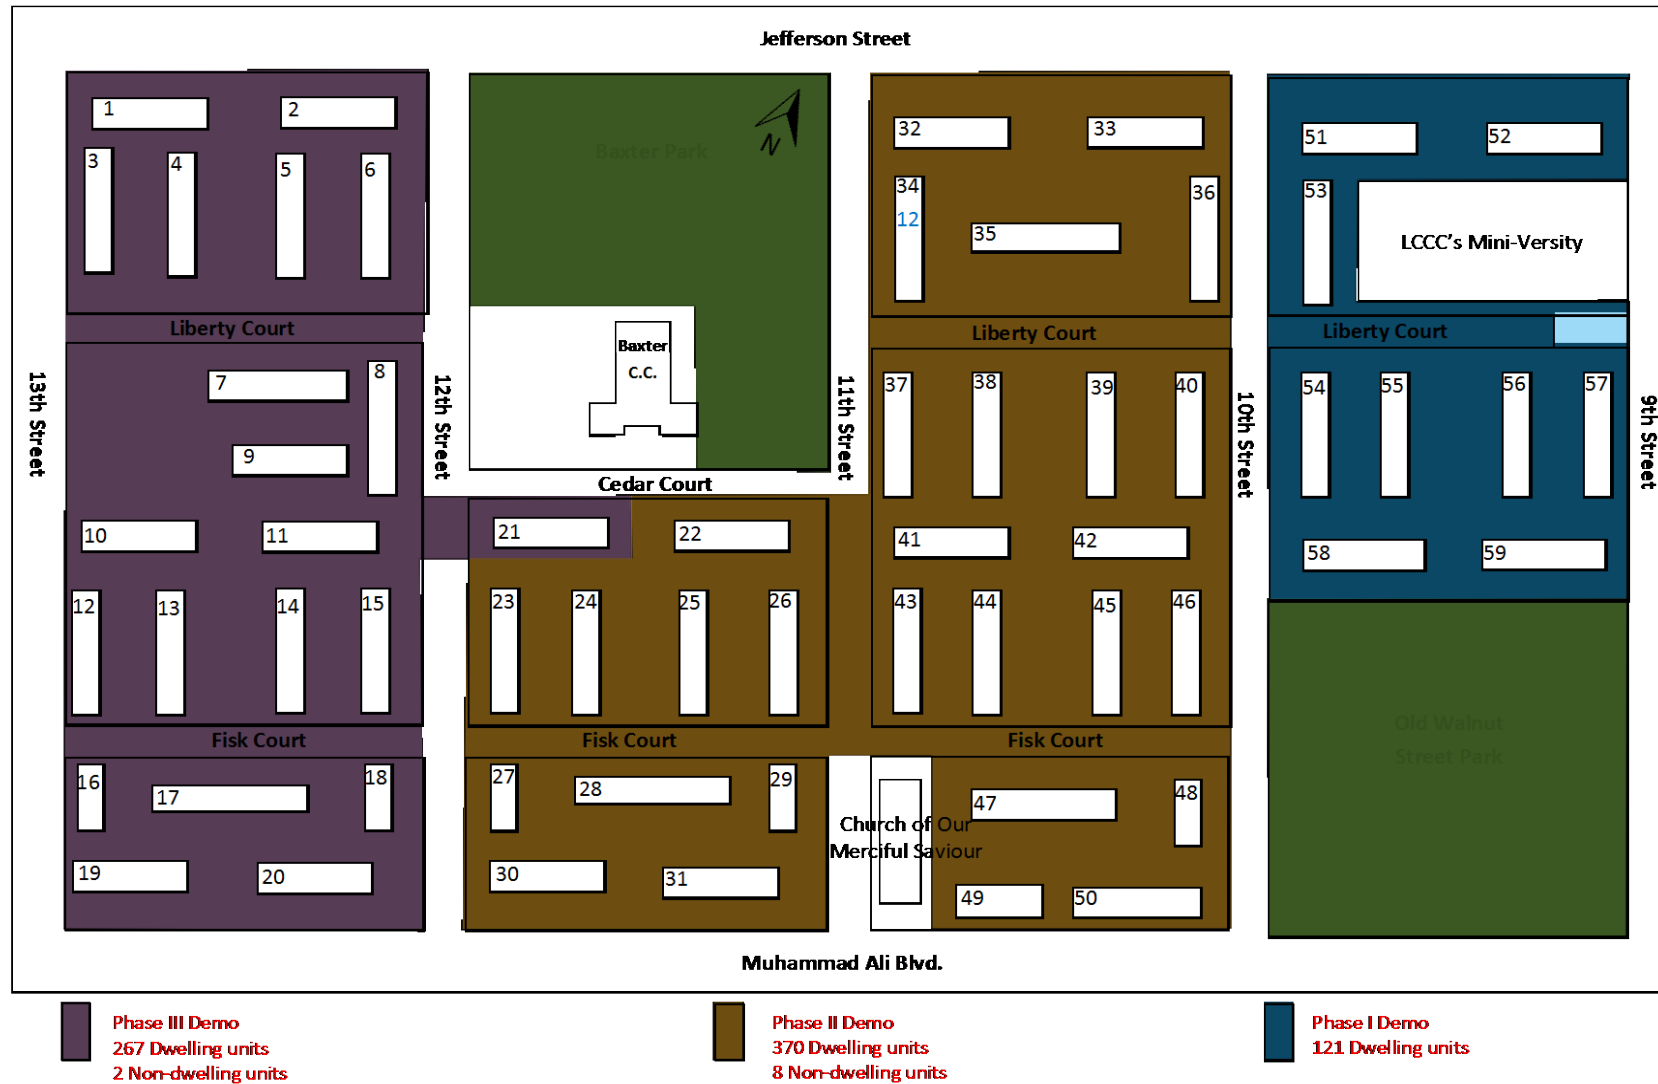 Jefferson Street
1
2
3
4
5
6
Baxter Park
N
32
33
34
12
35
36
51
52
53
LCCC's Mini-Versity
Liberty Court
Liberty Court
Liberty Court
Baxter
C.C.
13th Street
12th Street
11th Street
10th Street
9th Street
7
8
9
10
11
12
13
14
15
Cedar Court
21
22
23
24
25
26
37
38
39
40
41
42
43
44
45
46
54
55
56
57
58
59
Fisk Court
Fisk Court
Fisk Court
16
17
18
19
20
27
28
29
30
31
Church of Our
Merciful Saviour
47
48
49
50
Old Walnut
Street Park
Muhammad Ali Blvd.
Phase III Demo
267 Dwelling units
2 Non-dwelling units
Phase II Demo
370 Dwelling units
8 Non-dwelling units
Phase I Demo
121 Dwelling units